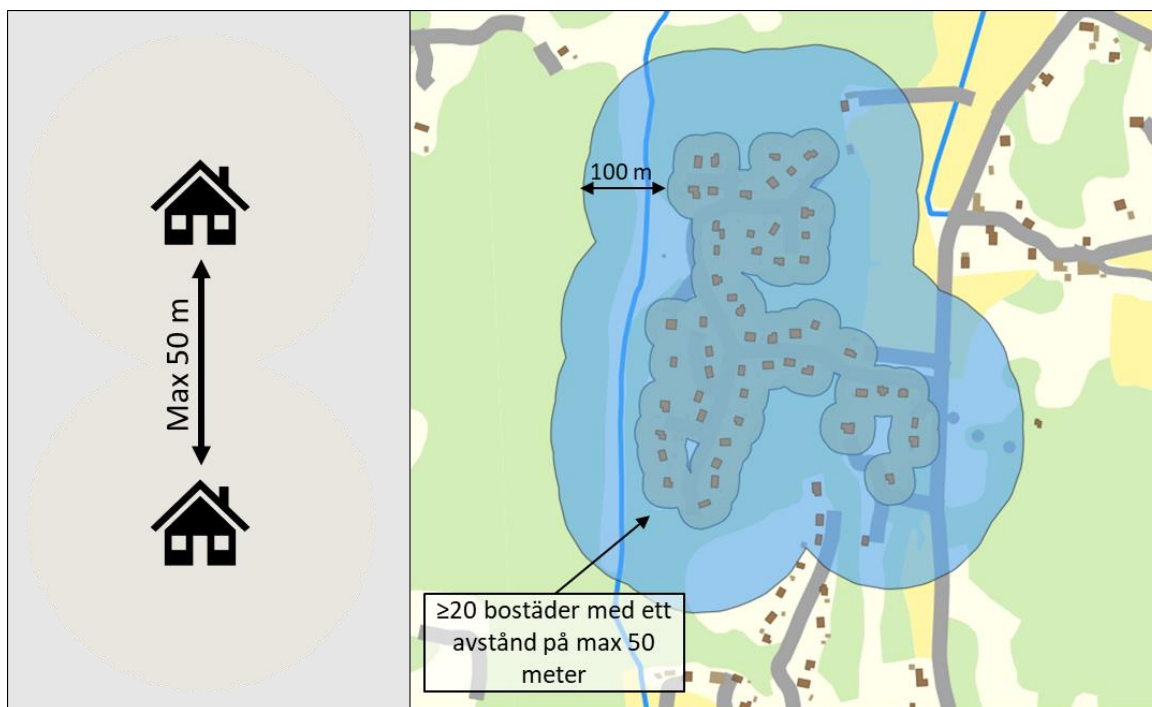 Max 50 m
100 m
≥20 bostäder med ett
avstånd på max 50
meter